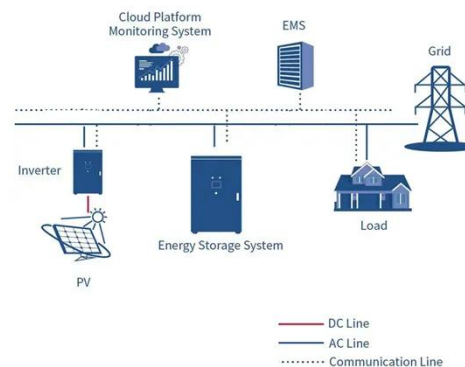 Cloud Platform
Monitoring System
EMS
Grid
Inverter
Energy Storage System
Load
PV
DC Line
AC Line
Communication Line